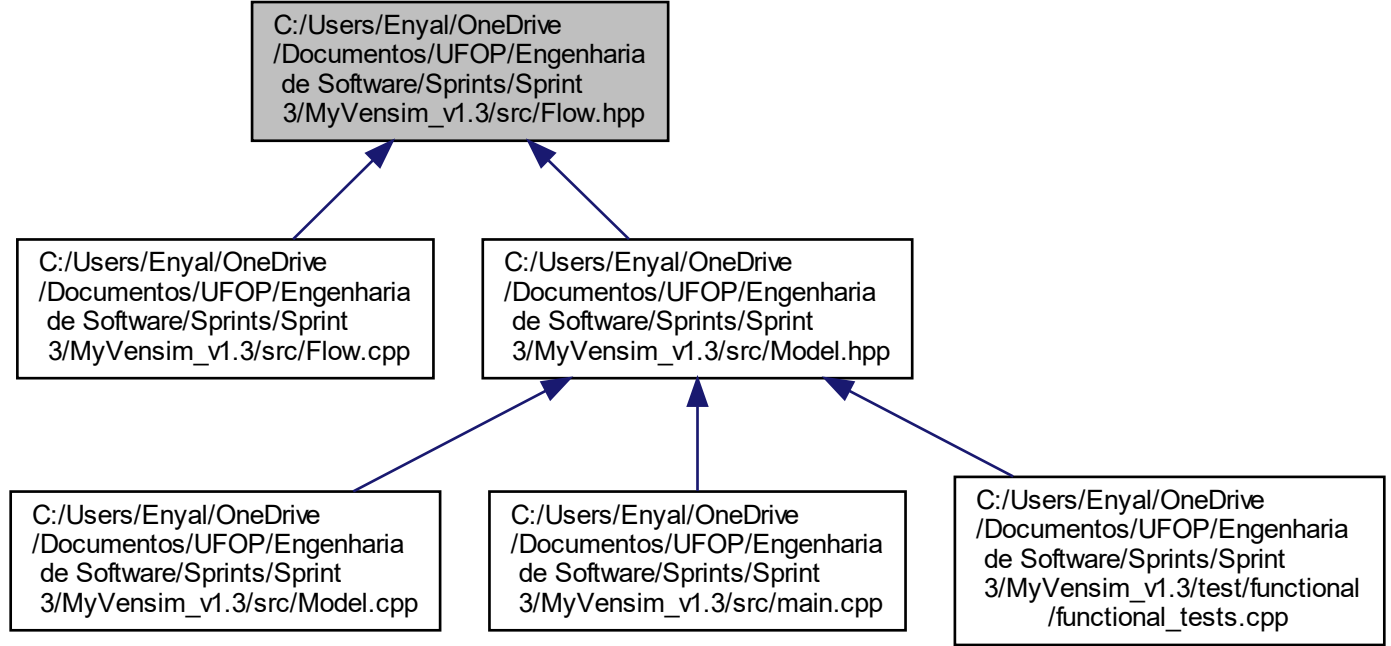 C:/Users/Enyal/OneDrive
/Documentos/UFOP/Engenharia
de Software/Sprints/Sprint
3/MyVensim_v1.3/src/Flow.hpp
C:/Users/Enyal/OneDrive
/Documentos/UFOP/Engenharia
de Software/Sprints/Sprint
3/MyVensim_v1.3/src/Flow.cpp
C:/Users/Enyal/OneDrive
/Documentos/UFOP/Engenharia
de Software/Sprints/Sprint
3/MyVensim_v1.3/src/Model.hpp
C:/Users/Enyal/OneDrive
/Documentos/UFOP/Engenharia
de Software/Sprints/Sprint
3/MyVensim_v1.3/src/Model.cpp
C:/Users/Enyal/OneDrive
/Documentos/UFOP/Engenharia
de Software/Sprints/Sprint
3/MyVensim_v1.3/src/main.cpp
C:/Users/Enyal/OneDrive
/Documentos/UFOP/Engenharia
de Software/Sprints/Sprint
3/MyVensim_v1.3/test/functional
/functional_tests.cpp